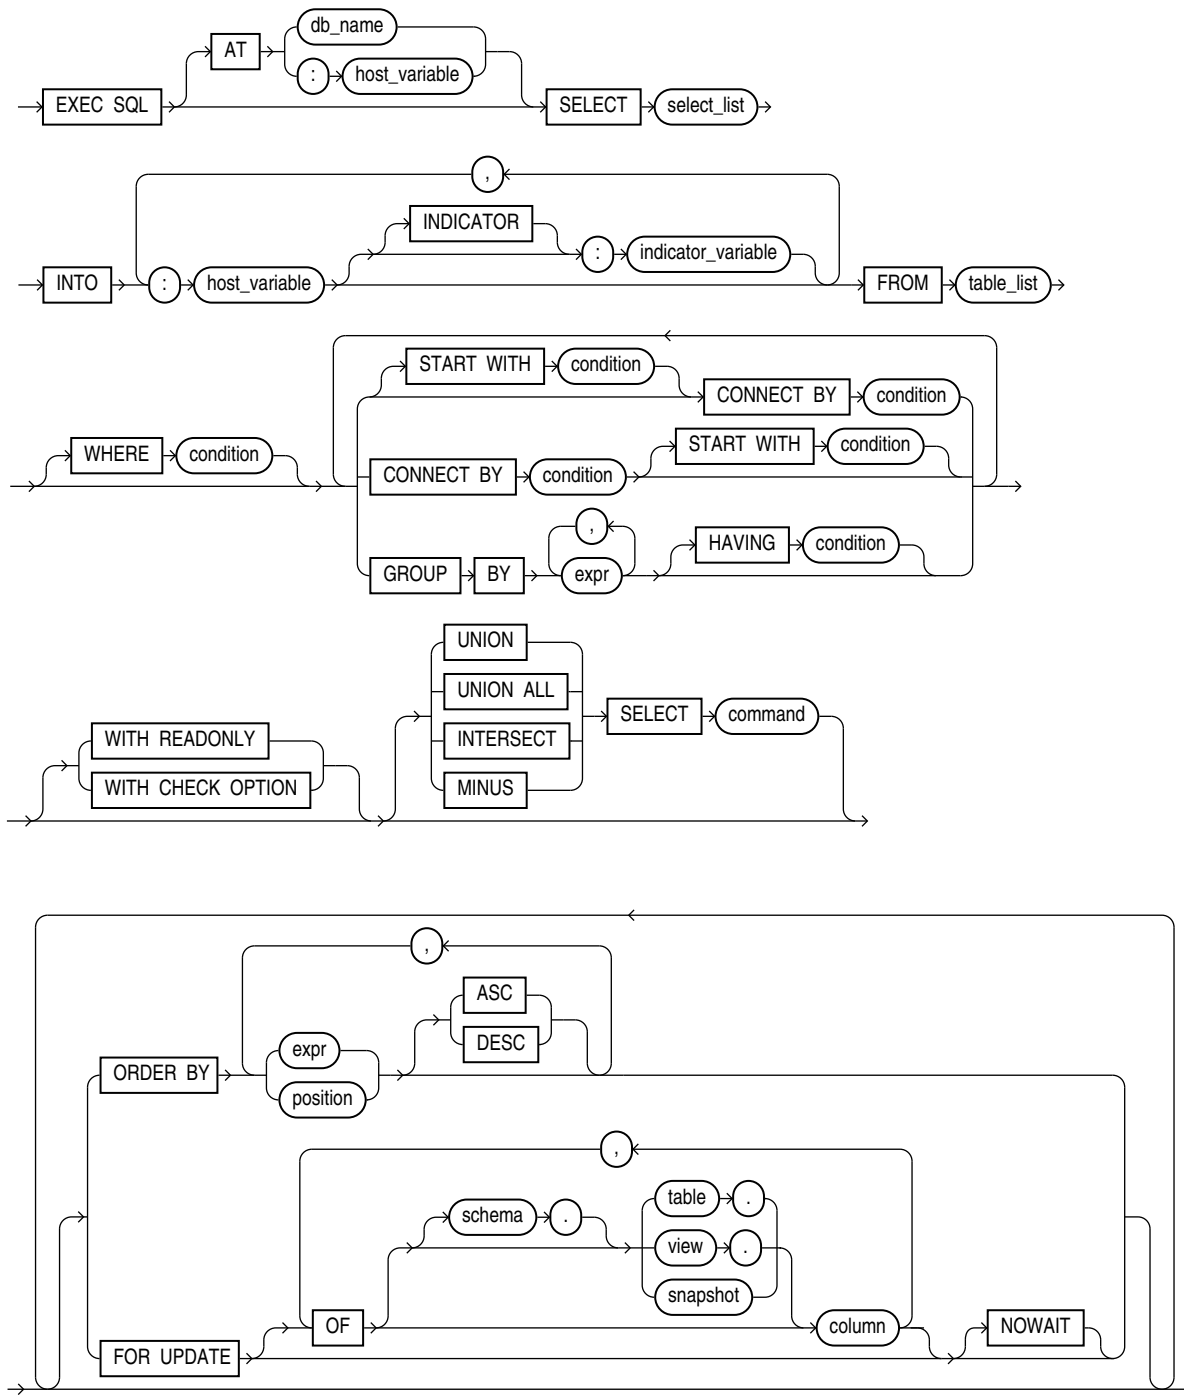 db_name
AT
: host_variable
EXEC SQL SELECT select_list
,
INDICATOR
: indicator_variable
INTO : host_variable FROM table_list
START WITH condition
CONNECT BY condition
WHERE condition START WITH condition
CONNECT BY condition
,
HAVING condition
GROUP BY expr
UNION
UNION ALL
SELECT command
WITH READONLY INTERSECT
WITH CHECK OPTION MINUS
,
ASC
DESC
expr
ORDER BY
position
,
table .
schema .
view .
snapshot
OF column NOWAIT
FOR UPDATE